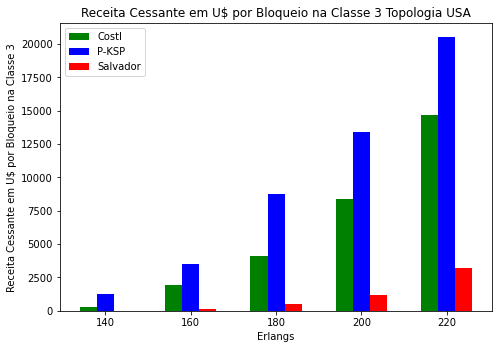 Receita Cessante em U$ por Bloqueio na Classe 3 Topologia USA
Receita Cessante em U$ por Bloqueio na Classe 3
CostI
P-KSP
Salvador
20000
17500
15000
12500
10000
7500
5000
2500
0
140 160 180 200 220
Erlangs